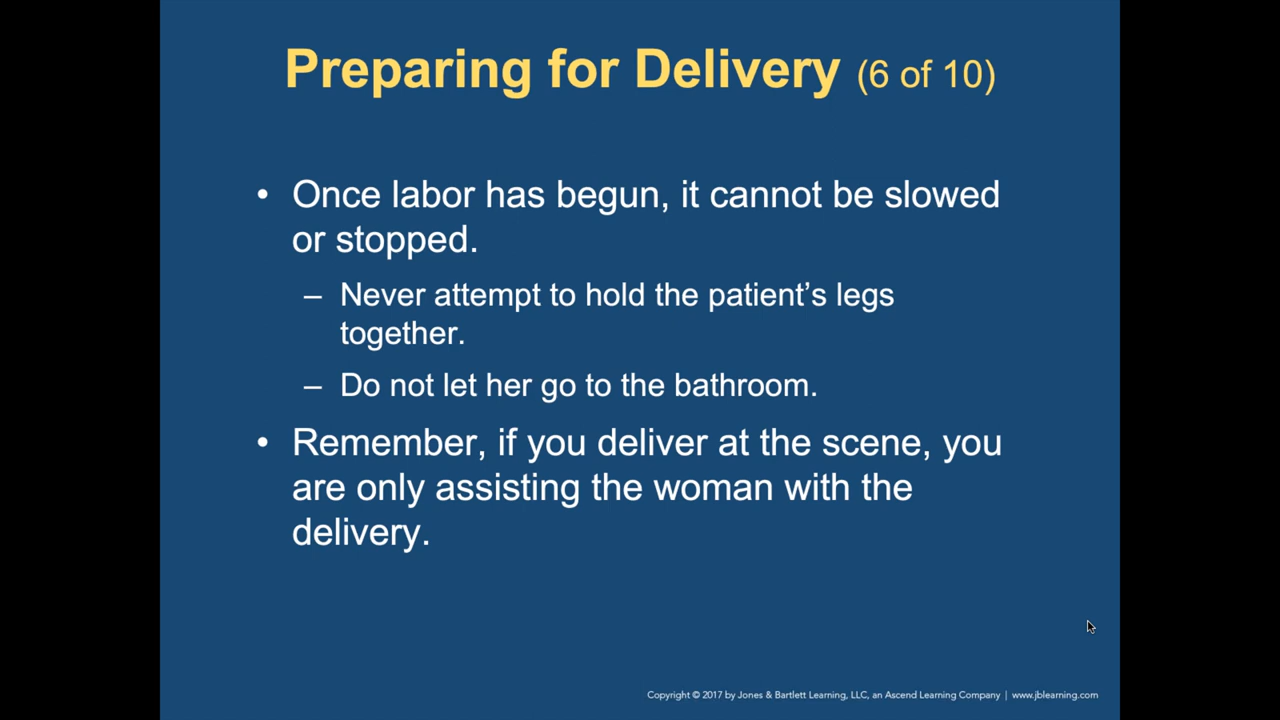 Preparing for Delivery (6 of 10)
• Once labor has begun, it cannot be slowed
or stopped.
– Never attempt to hold the patient’s legs
together.
– Do not let her go to the bathroom.
• Remember, if you deliver at the scene, you
are only assisting the woman with the
delivery.
Copyright © 2017 by Jones & Bartlett Learning, LLC, an Ascend Learning Company | www.jblearning.com